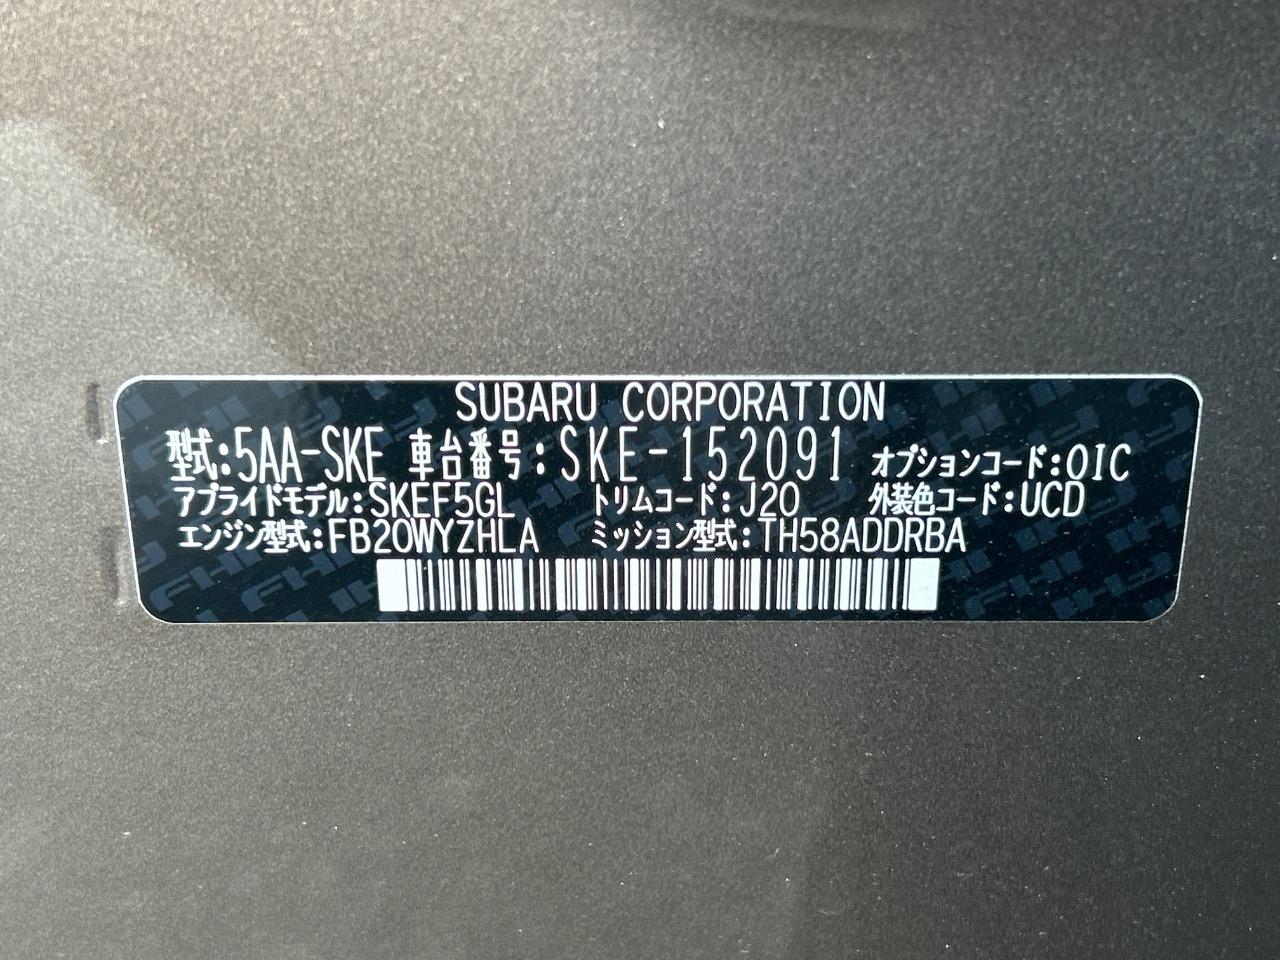 SUBARU CORPORATION
型式:5AA-SKE 車台番号:SKE-152091 オプションコード:OIC
アプライドモデル:SKEF5GL トリムコード:J20 外装色コード:UCD
エンジン型式:FB20WYZHLA ミッション型式:TH58ADDRBA